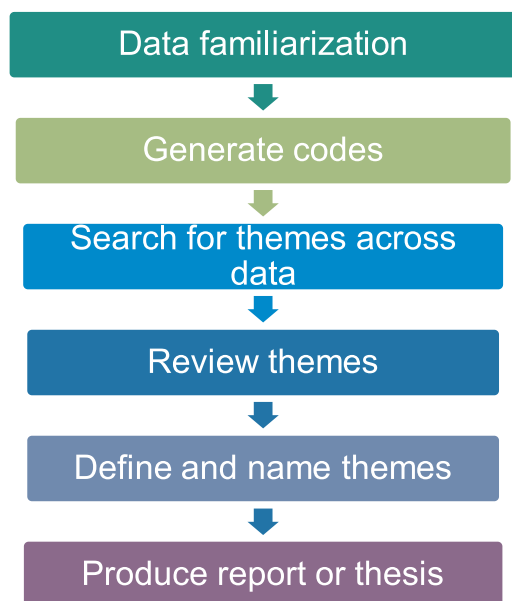 Data familiarization
Generate codes
Search for themes across
data
Review themes
Define and name themes
Produce report or thesis